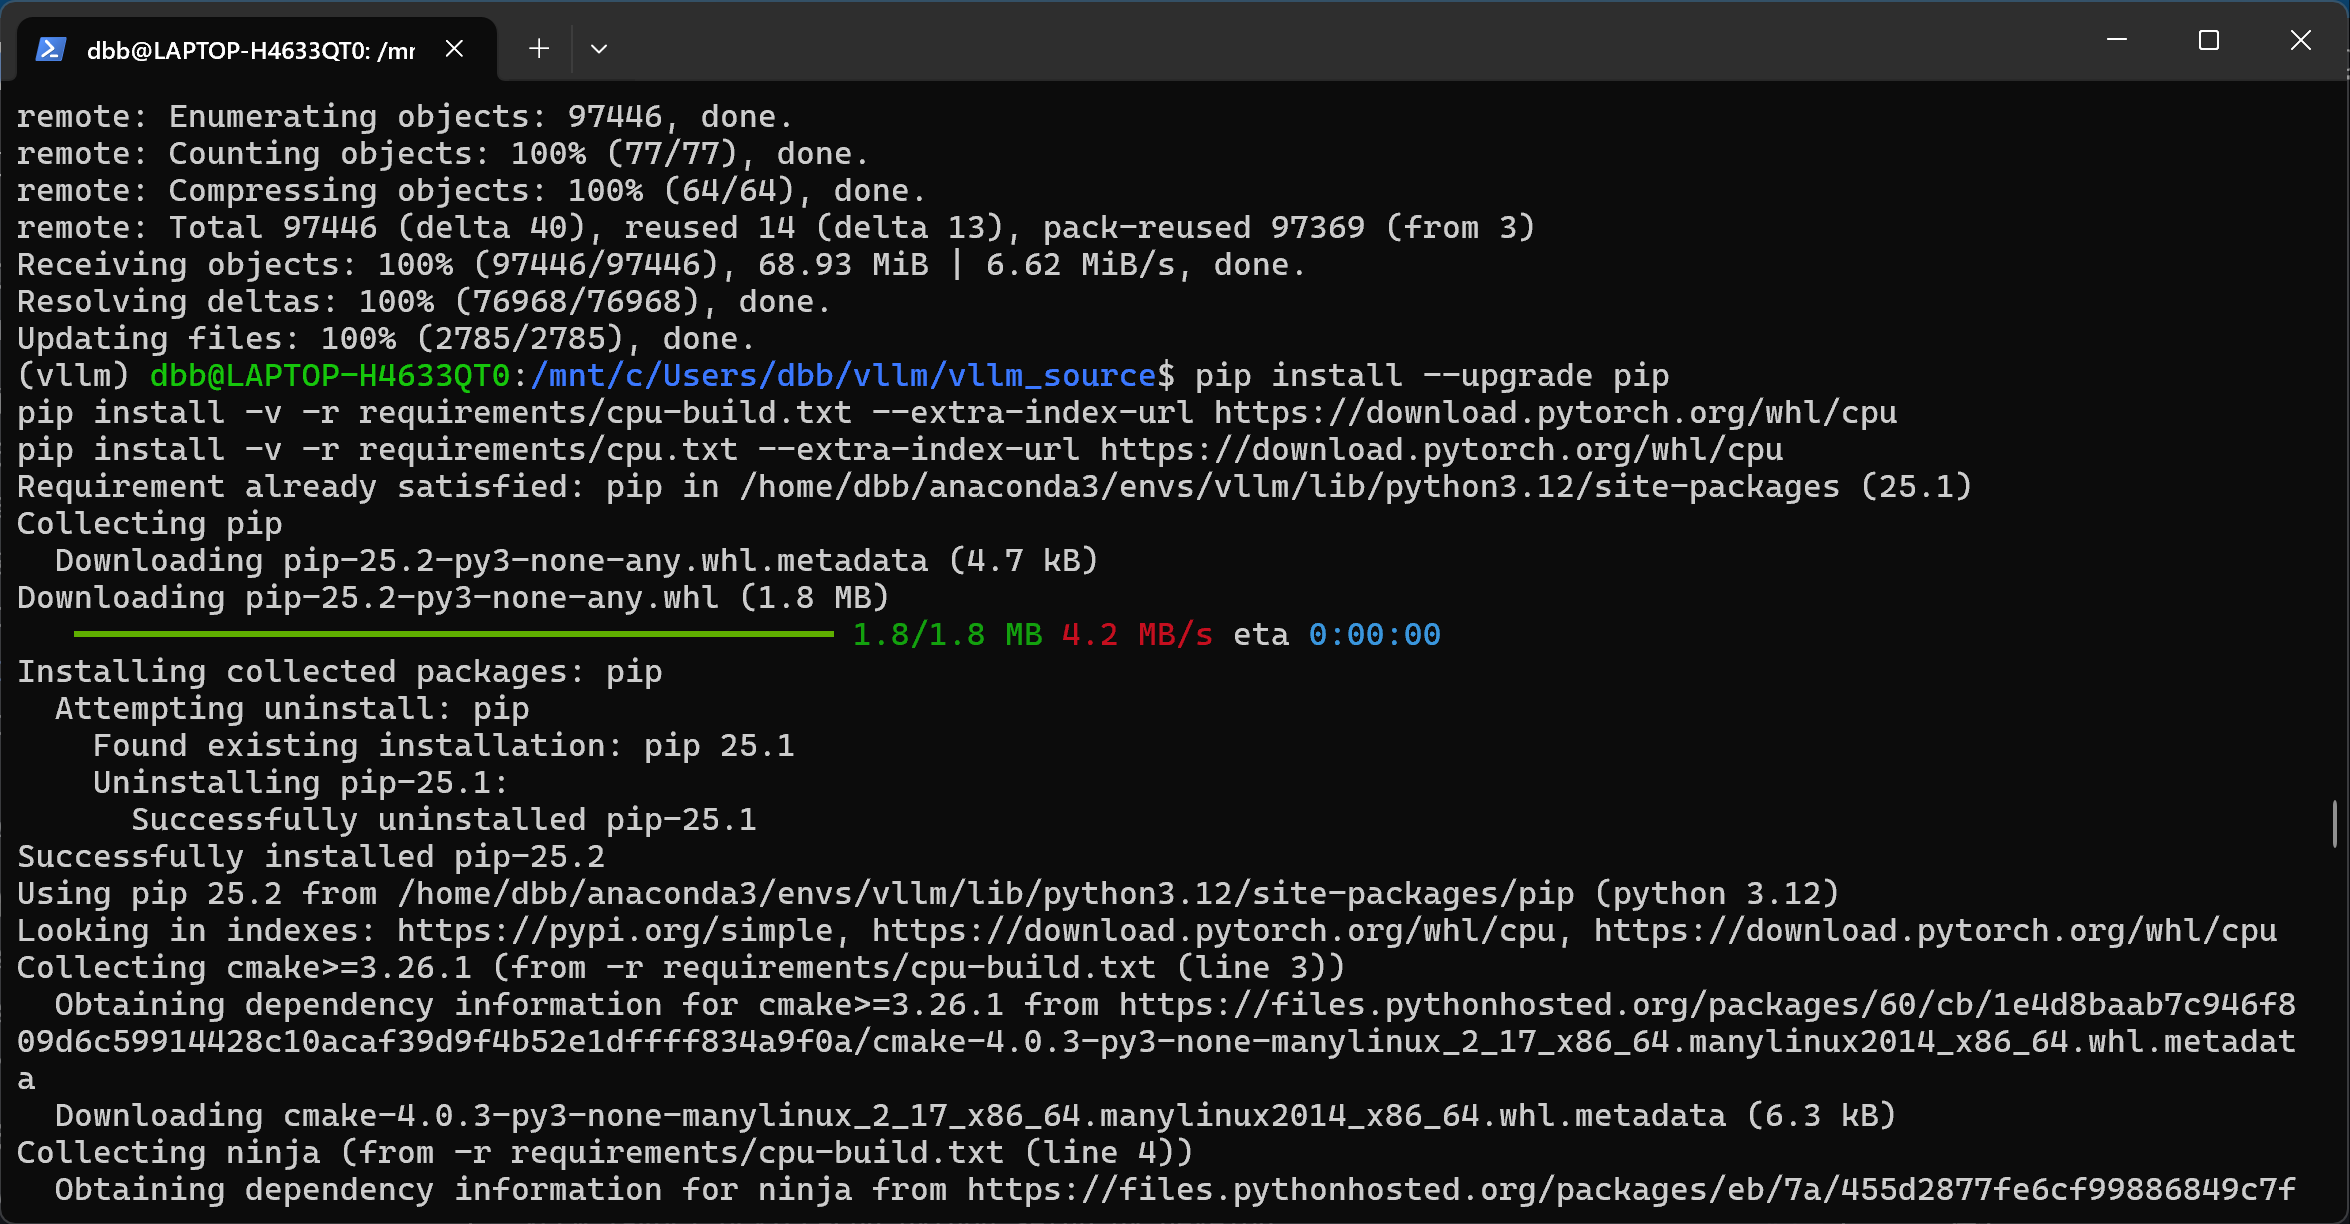 dbb@LAPTOP-H4633QT0: /mr
remote: Enumerating objects: 97446, done.
remote: Counting objects: 100% (77/77), done.
remote: Compressing objects: 100% (64/64), done.
remote: Total 97446 (delta 40), reused 14 (delta 13), pack-reused 97369 (from 3)
Receiving objects: 100% (97446/97446), 68.93 MiB | 6.62 MiB/s, done.
Resolving deltas: 100% (76968/76968), done.
Updating files: 100% (2785/2785), done.
(vllm) dbb@LAPTOP-H4633QT0:/mnt/c/Users/dbb/vllm/vllm_source$ pip install --upgrade pip
pip install -v -r requirements/cpu-build.txt --extra-index-url https://download.pytorch.org/whl/cpu
pip install -v -r requirements/cpu.txt --extra-index-url https://download.pytorch.org/whl/cpu
Requirement already satisfied: pip in /home/dbb/anaconda3/envs/vllm/lib/python3.12/site-packages (25.1)
Collecting pip
  Downloading pip-25.2-py3-none-any.whl.metadata (4.7 kB)
Downloading pip-25.2-py3-none-any.whl (1.8 MB)
1.8/1.8 MB 4.2 MB/s eta 0:00:00
Installing collected packages: pip
  Attempting uninstall: pip
    Found existing installation: pip 25.1
    Uninstalling pip-25.1:
      Successfully uninstalled pip-25.1
Successfully installed pip-25.2
Using pip 25.2 from /home/dbb/anaconda3/envs/vllm/lib/python3.12/site-packages/pip (python 3.12)
Looking in indexes: https://pypi.org/simple, https://download.pytorch.org/whl/cpu, https://download.pytorch.org/whl/cpu
Collecting cmake>=3.26.1 (from -r requirements/cpu-build.txt (line 3))
  Obtaining dependency information for cmake>=3.26.1 from https://files.pythonhosted.org/packages/60/cb/1e4d8baab7c946f8
09d6c59914428c10acaf39d9f4b52e1dffff834a9f0a/cmake-4.0.3-py3-none-manylinux_2_17_x86_64.manylinux2014_x86_64.whl.metadat
a
  Downloading cmake-4.0.3-py3-none-manylinux_2_17_x86_64.manylinux2014_x86_64.whl.metadata (6.3 kB)
Collecting ninja (from -r requirements/cpu-build.txt (line 4))
  Obtaining dependency information for ninja from https://files.pythonhosted.org/packages/eb/7a/455d2877fe6cf99886849c7f